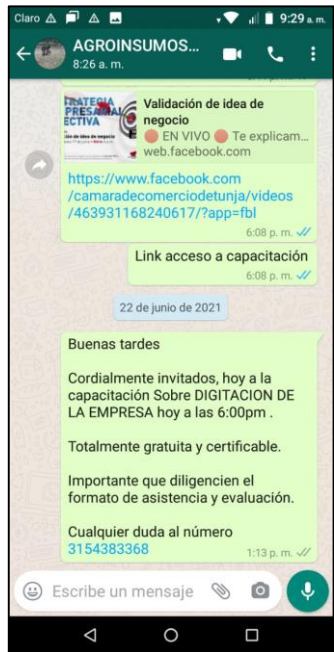 Claro 9:29 a. m.
AGROINSUMOS...
8:26 a. m.
Validación de idea de
negocio
EN VIVO Te explicam...
web.facebook.com
https://www.facebook.com
/camaradecomerciodetunja/videos
/463931168240617/?app=fbl
6:08 p. m.
Link acceso a capacitación
6:08 p. m.
22 de junio de 2021
Buenas tardes
Cordialmente invitados, hoy a la
capacitación Sobre DIGITACION DE
LA EMPRESA hoy a las 6:00pm .
Totalmente gratuita y certificable.
Importante que diligencien el
formato de asistencia y evaluación.
Cualquier duda al número
3154383368
1:13 p. m.
Escribe un mensaje